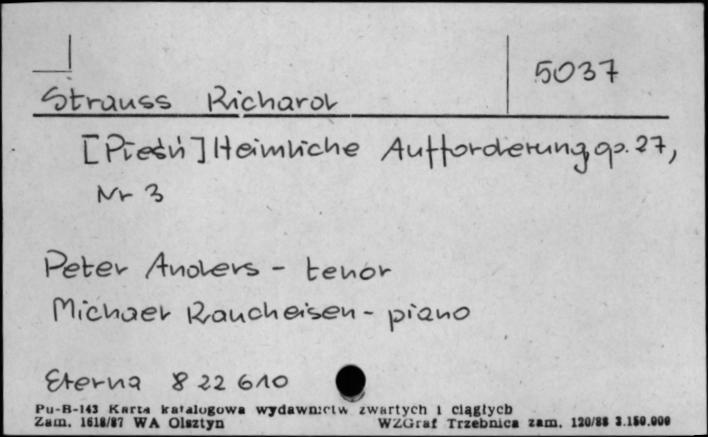 5037
Strauss Richard
[Pieśń] Heimliche Aufforderung, op. 27,
Nr 3
Peter Anders - tenor
Michael Raucheisen - piano
Eterna 8 22 610
Pu-B-143 Karta katalogowa wydawnictw zwartych i ciągłych
Zam. 1618/87 WA Olsztyn WZGraf Trzebnica zam. 120/88 3.150.000